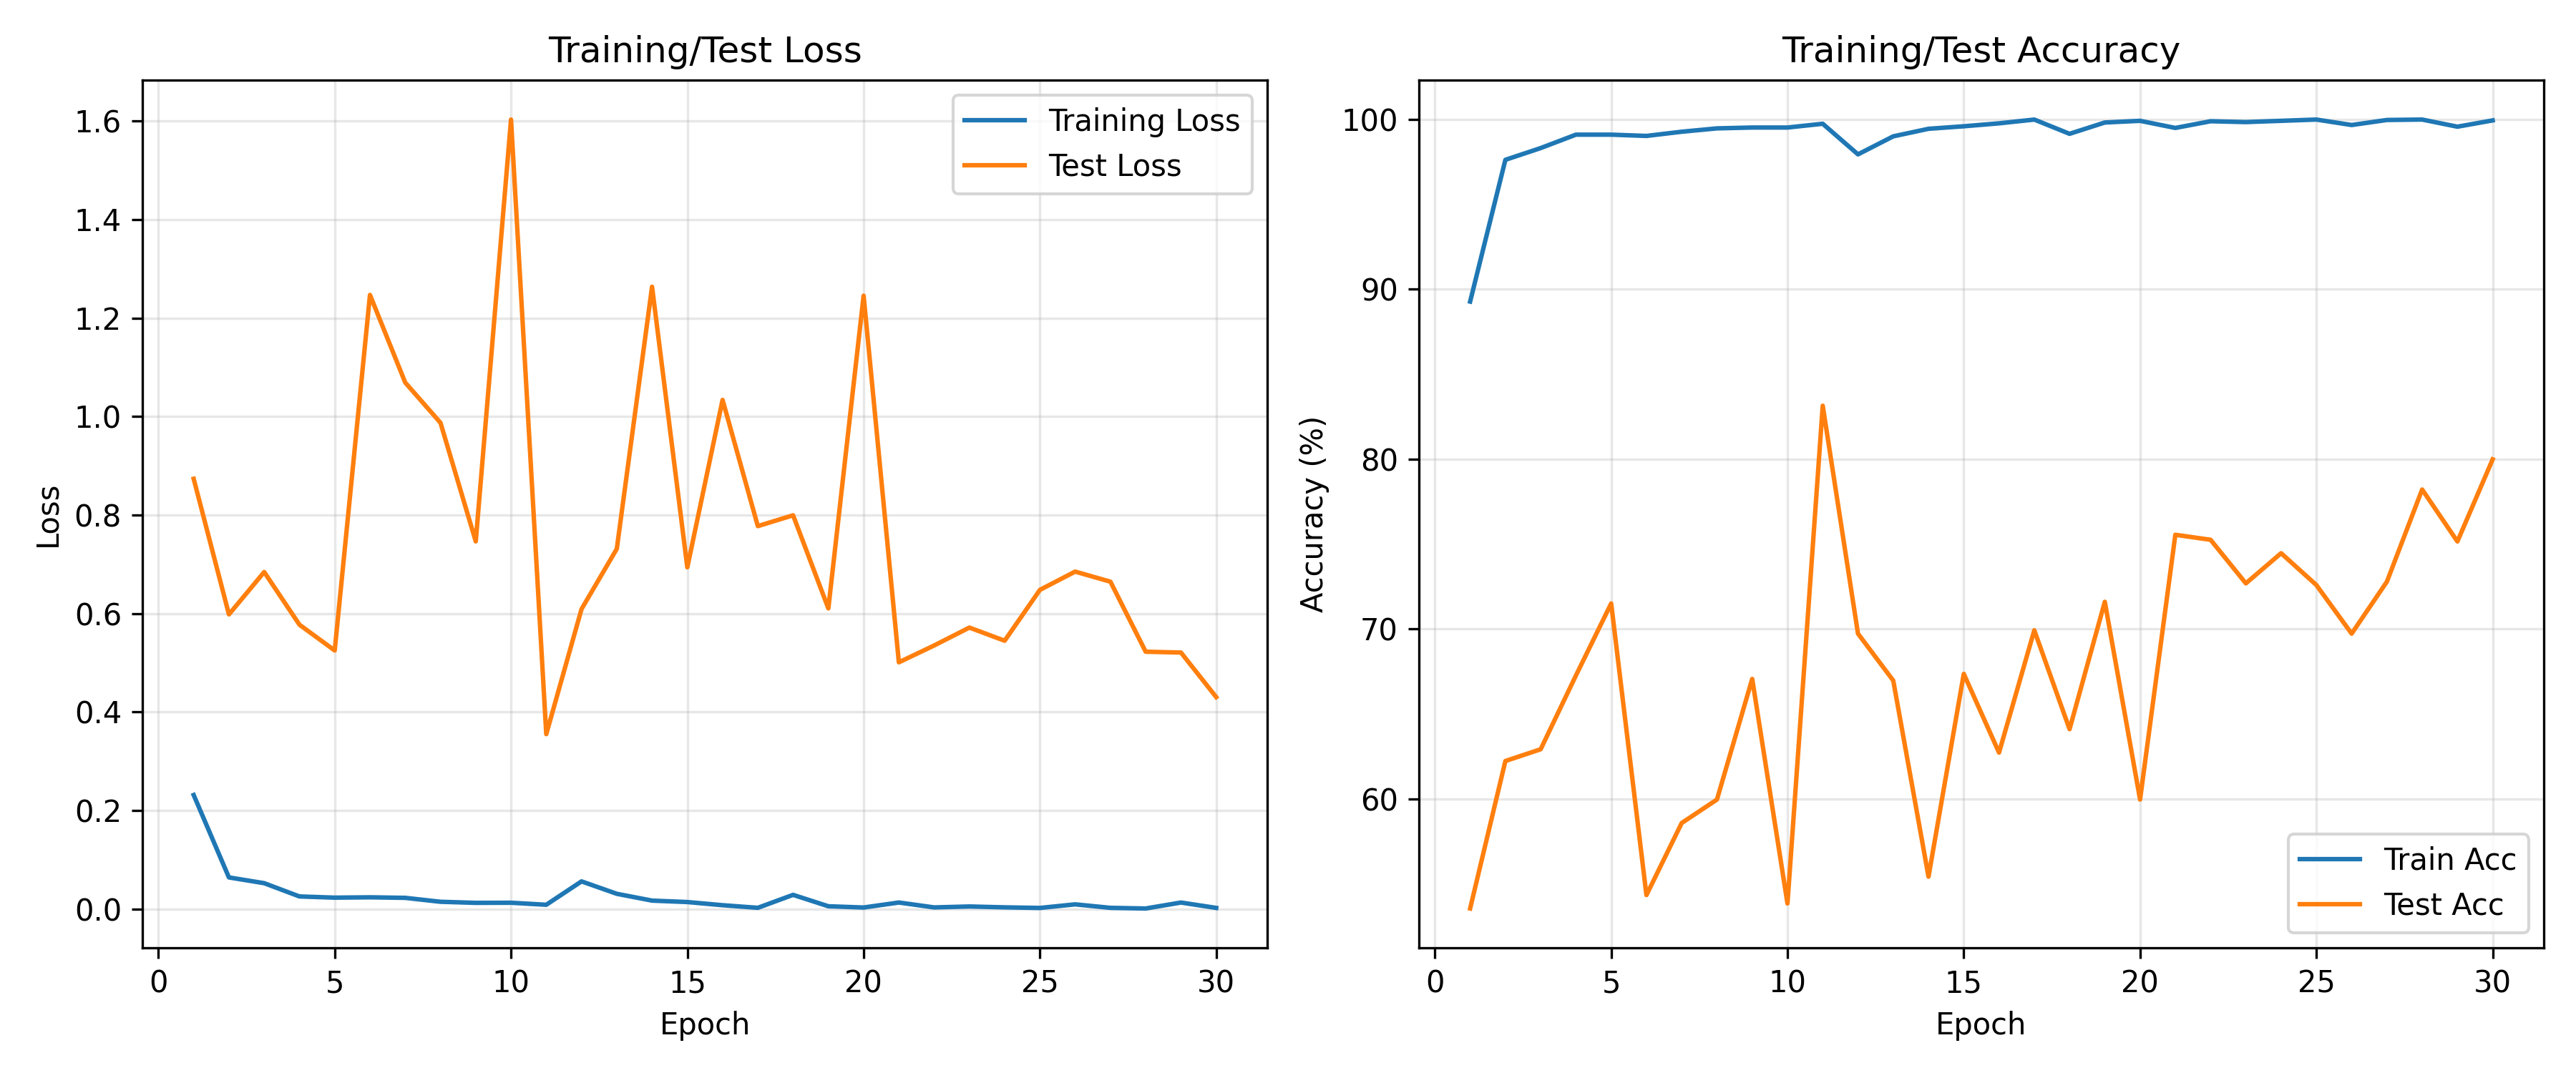 Training/Test Loss
1.6
1.4
1.2
1.0
0.8
0.6
0.4
0.2
0.0
Loss
Training Loss
Test Loss
0 5 10 15 20 25 30
Epoch
Training/Test Accuracy
100
90
80
70
60
Accuracy (%)
Train Acc
Test Acc
0 5 10 15 20 25 30
Epoch